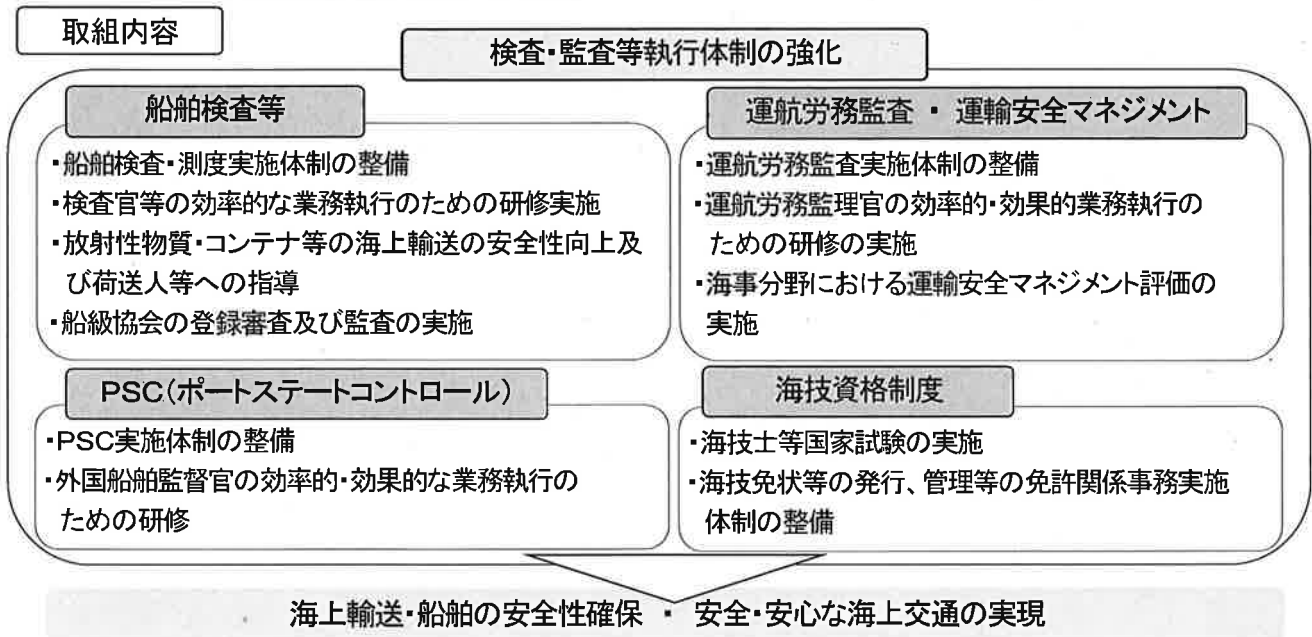 取組内容
検査・監査等執行体制の強化
船舶検査等
・船舶検査・測度実施体制の整備
・検査官等の効率的な業務執行のための研修実施
・放射性物質・コンテナ等の海上輸送の安全性向上及
び荷送人等への指導
・船級協会の登録審査及び監査の実施
運航労務監査 ・ 運輸安全マネジメント
・運航労務監査実施体制の整備
・運航労務監理官の効率的・効果的業務執行の
ための研修の実施
・海事分野における運輸安全マネジメント評価の
実施
PSC(ポートステートコントロール)
・PSC実施体制の整備
・外国船舶監督官の効率的・効果的な業務執行の
ための研修
海技資格制度
・海技士等国家試験の実施
・海技免状等の発行、管理等の免許関係事務実施
体制の整備
海上輸送・船舶の安全性確保 ・ 安全・安心な海上交通の実現